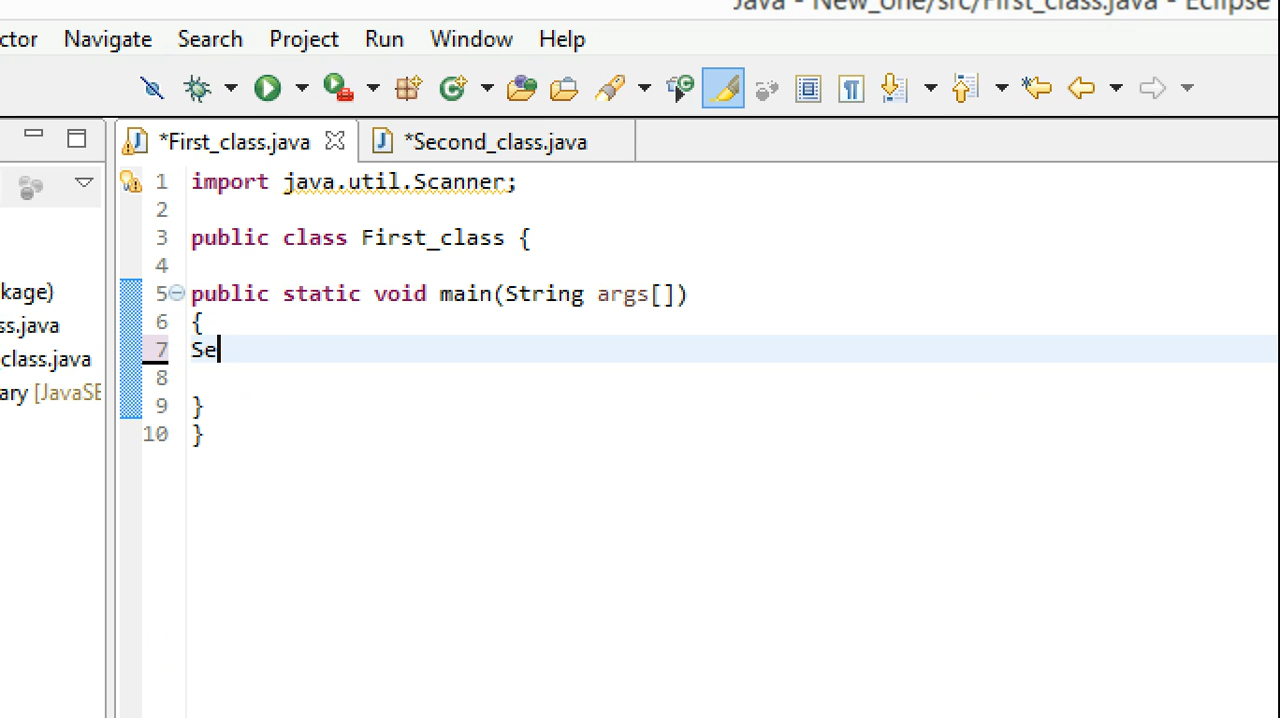 Java - New_one/src/First_class.java - Eclipse
ctor Navigate Search Project Run Window Help
*First_class.java *Second_class.java
1 import java.util.Scanner;
2
3 public class First_class {
4
kage)
5 public static void main(String args[])
ss.java
6 {
7 Se
class.java
8
ary [JavaSE
9 }
10 }